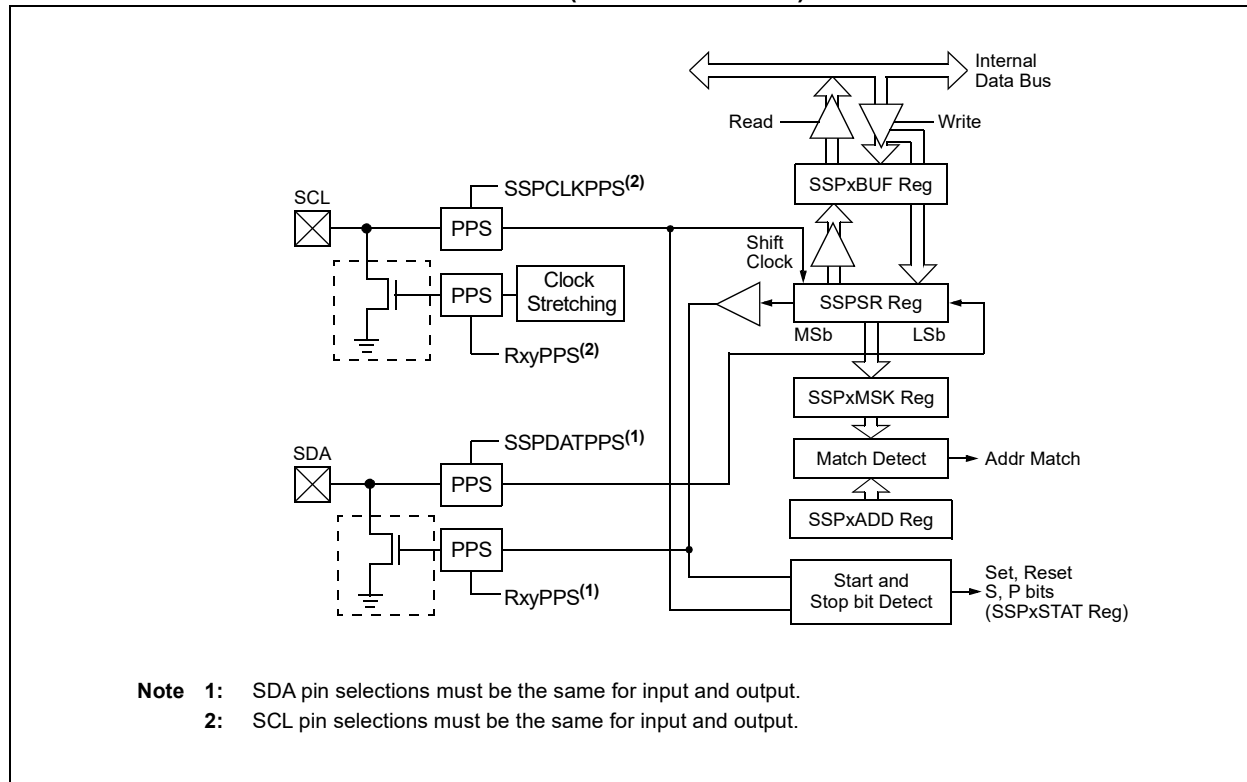 Internal
Data Bus
Read
Write
SSPxBUF Reg
SSPCLKPPS(2)
SCL
PPS
Shift
Clock
PPS
Clock
Stretching
SSPSR Reg
MSb
LSb
RxyPPS(2)
SSPxMSK Reg
SSPDATPPS(1)
SDA
PPS
Match Detect
Addr Match
SSPxADD Reg
PPS
RxyPPS(1)
Start and
Stop bit Detect
Set, Reset
S, P bits
(SSPxSTAT Reg)
Note 1: SDA pin selections must be the same for input and output.
2: SCL pin selections must be the same for input and output.